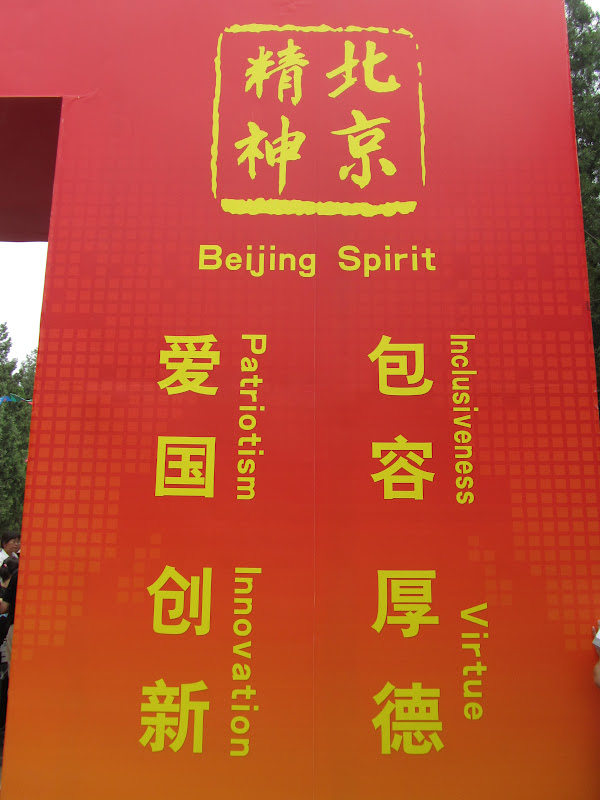 北京
精神
Beijing Spirit
爱国
Patriotism
创新
Innovation
包容
Inclusiveness
厚德
Virtue